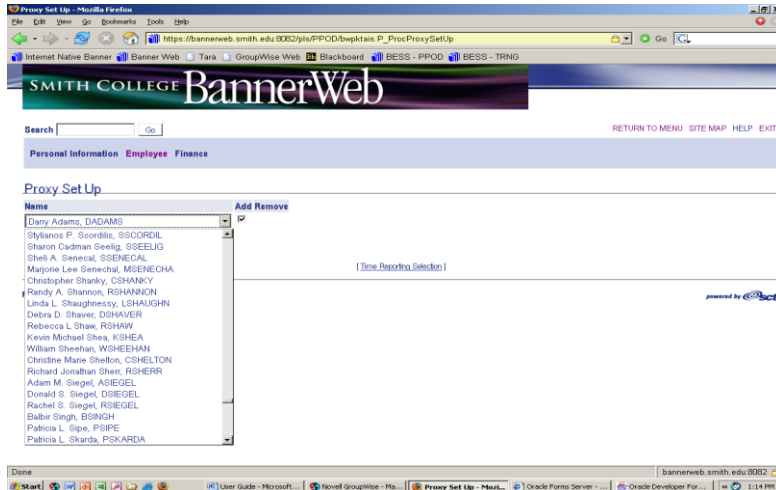 Proxy Set Up - Mozilla Firefox
File Edit View Go Bookmarks Tools Help
https://bannerweb.smith.edu:8082/pls/PPOD/bwpktais.P_ProcProxySetUp
Go
Internet Native Banner Banner Web Tara GroupWise Web Blackboard BESS - PPOD BESS - TRNG
SMITH COLLEGE BannerWeb
Search Go
RETURN TO MENU SITE MAP HELP EXIT
Personal Information Employee Finance
Proxy Set Up
Name Add Remove
Dany Adams, DADAMS
Stylianos P. Scordilis, SSCORDIL
Sharon Cadman Seelig, SSEELIG
Sheli A. Senecal, SSENECAL
Marjorie Lee Senechal, MSENECHA
Christopher Shanky, CSHANKY
Randy A. Shannon, RSHANNON
Linda L. Shaughnessy, LSHAUGHN
Debra D. Shaver, DSHAVER
Rebecca L Shaw, RSHAW
Kevin Michael Shea, KSHEA
William Sheehan, WSHEEHAN
Christine Marie Shelton, CSHELTON
Richard Jonathan Sherr, RSHERR
Adam M. Siegel, ASIEGEL
Donald S. Siegel, DSIEGEL
Rachel S. Siegel, RSIEGEL
Balbir Singh, BSINGH
Patricia L. Sipe, PSIPE
Patricia L. Skarda, PSKARDA
[ Time Reporting Selection ]
powered by sct
Done
bannerweb.smith.edu:8082
Start User Guide - Microsoft... Novell GroupWise - Ma... Proxy Set Up - Mozi... Oracle Forms Server - ... Oracle Developer For... 1:14 PM